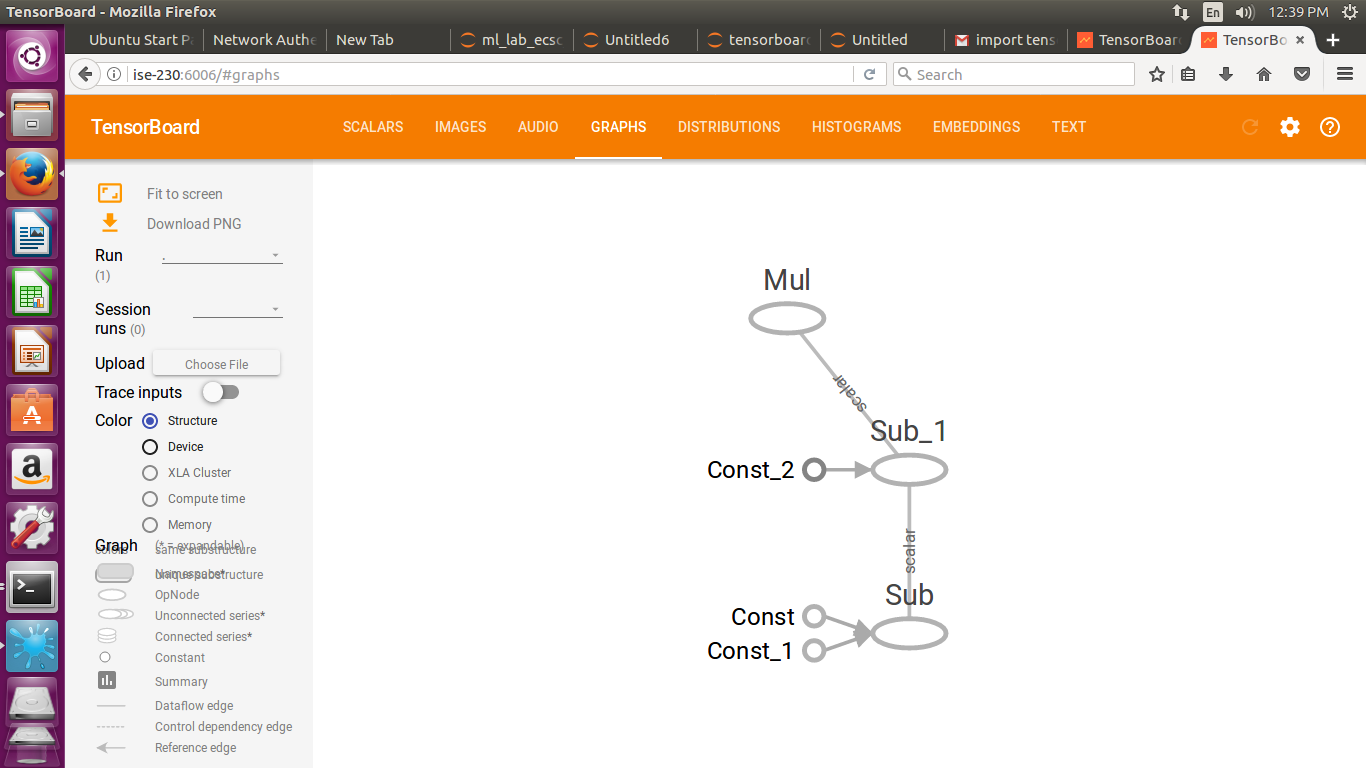 TensorBoard - Mozilla Firefox
En
12:39 PM
Ubuntu Start Pa
Network Authe
New Tab
ml_lab_ecsc
Untitled6
tensorboard
Untitled
import tens
TensorBoar
TensorBo
ise-230:6006/#graphs
Search
TensorBoard
SCALARS
IMAGES
AUDIO
GRAPHS
DISTRIBUTIONS
HISTOGRAMS
EMBEDDINGS
TEXT
Fit to screen
Download PNG
Run
.
(1)
Session
runs (0)
Upload
Choose File
Trace inputs
Color
Structure
Device
XLA Cluster
Compute time
Memory
Graph
(* = expandable)
colors
same substructure
Namespace*
unique substructure
OpNode
Unconnected series*
Connected series*
Constant
Summary
Dataflow edge
Control dependency edge
Reference edge
Mul
scalar
Sub_1
Const_2
scalar
Sub
Const
Const_1